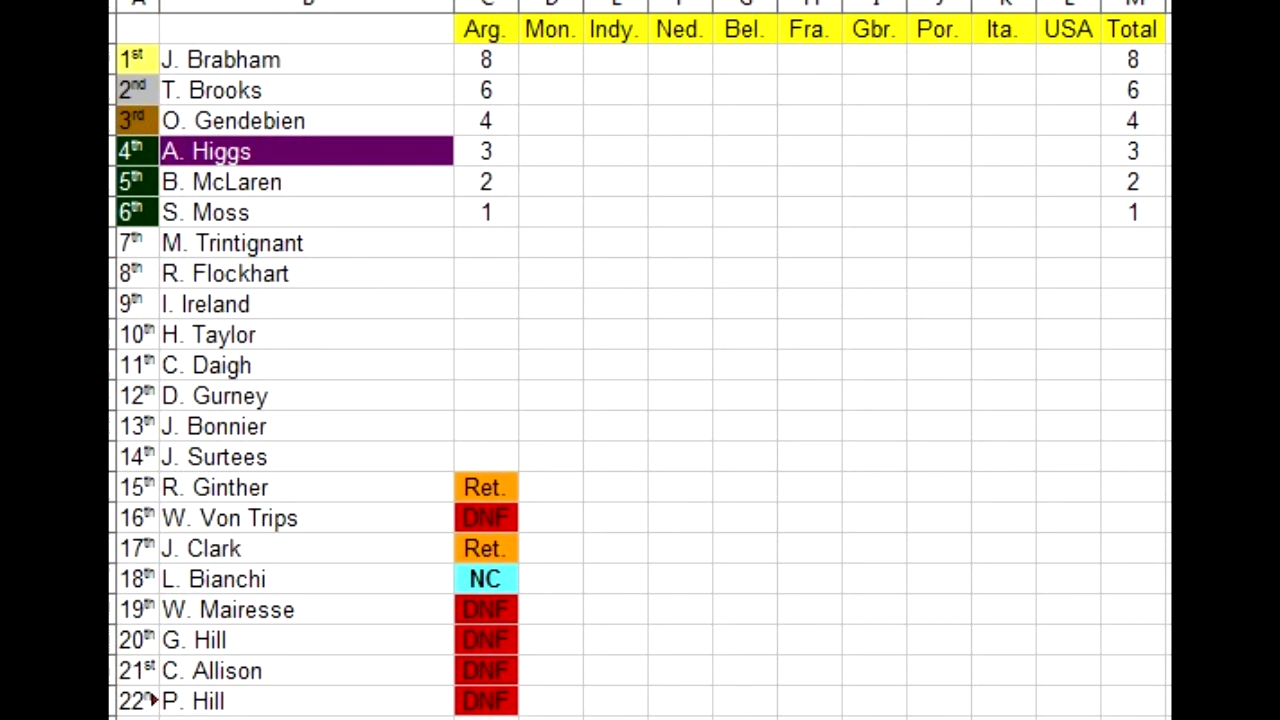 Arg. Mon. Indy. Ned. Bel. Fra. Gbr. Por. Ita. USA Total
1st J. Brabham 8 8
2nd T. Brooks 6 6
3rd O. Gendebien 4 4
4th A. Higgs 3 3
5th B. McLaren 2 2
6th S. Moss 1 1
7th M. Trintignant
8th R. Flockhart
9th I. Ireland
10th H. Taylor
11th C. Daigh
12th D. Gurney
13th J. Bonnier
14th J. Surtees
15th R. Ginther Ret.
16th W. Von Trips DNF
17th J. Clark Ret.
18th L. Bianchi NC
19th W. Mairesse DNF
20th G. Hill DNF
21st C. Allison DNF
22n P. Hill DNF